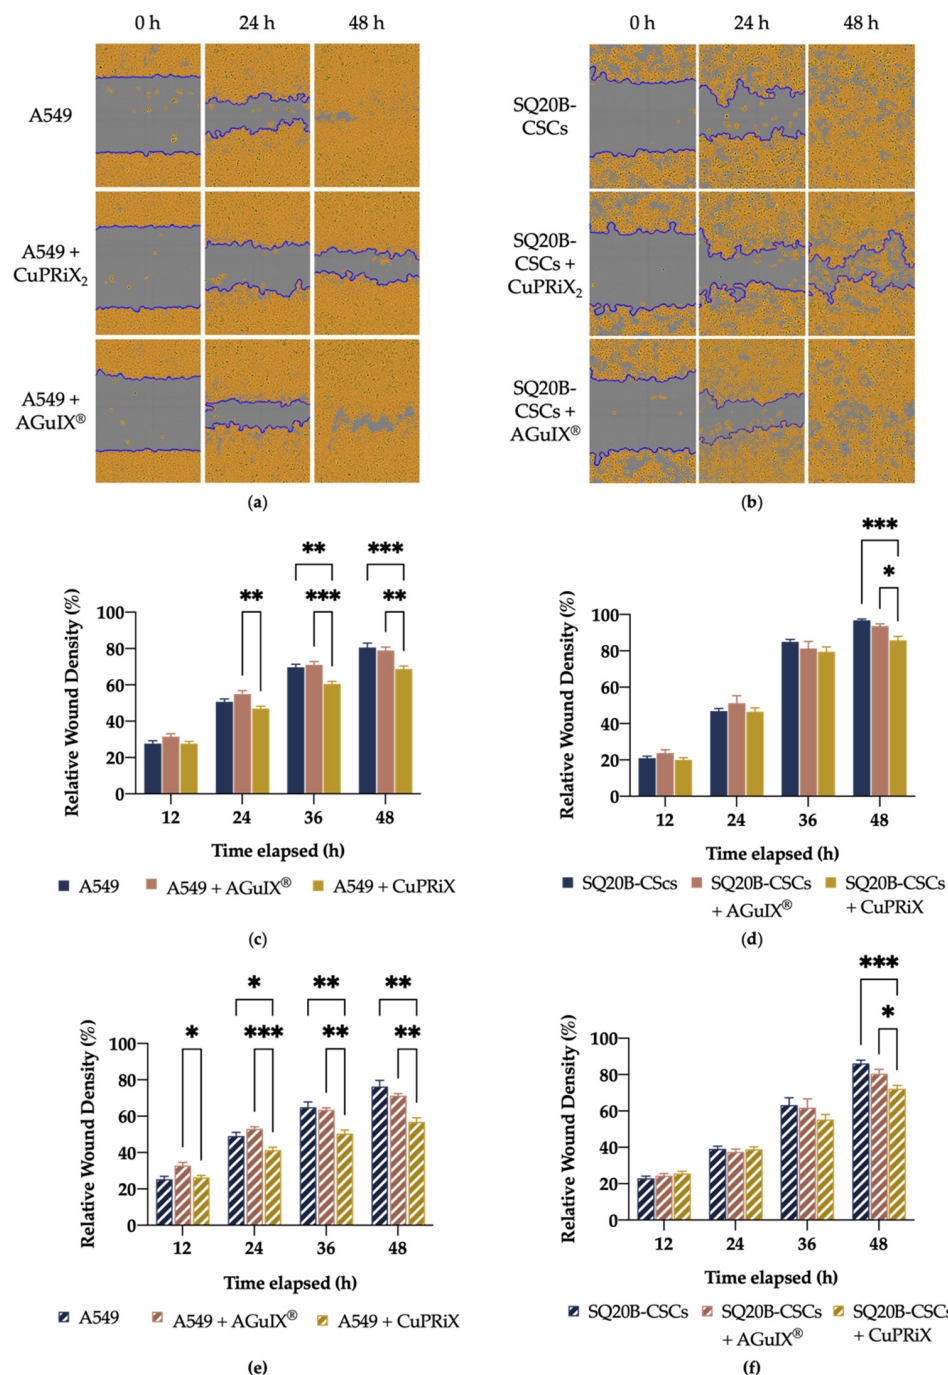 0 h 24 h 48 h
A549
A549 +
CuPRiX2
A549 +
AGuIX®
(a)
0 h 24 h 48 h
SQ20B-
CSCs
SQ20B-
CSCs +
CuPRiX2
SQ20B-
CSCs +
AGuIX®
(b)
Relative Wound Density (%)
100
80
60
40
20
0
** ***
** *** **
12 24 36 48
Time elapsed (h)
A549 A549 + AGuIX® A549 + CuPRiX
(c)
Relative Wound Density (%)
100
80
60
40
20
0
***
*
12 24 36 48
Time elapsed (h)
SQ20B-CScs SQ20B-CSCs SQ20B-CSCs
+ AGuIX® + CuPRiX
(d)
Relative Wound Density (%)
100
80
60
40
20
0
* ** **
* *** ** **
12 24 36 48
Time elapsed (h)
A549 A549 + AGuIX® A549 + CuPRiX
(e)
Relative Wound Density (%)
100
80
60
40
20
0
***
*
12 24 36 48
Time elapsed (h)
SQ20B-CSCs SQ20B-CSCs SQ20B-CSCs
+ AGuIX® + CuPRiX
(f)